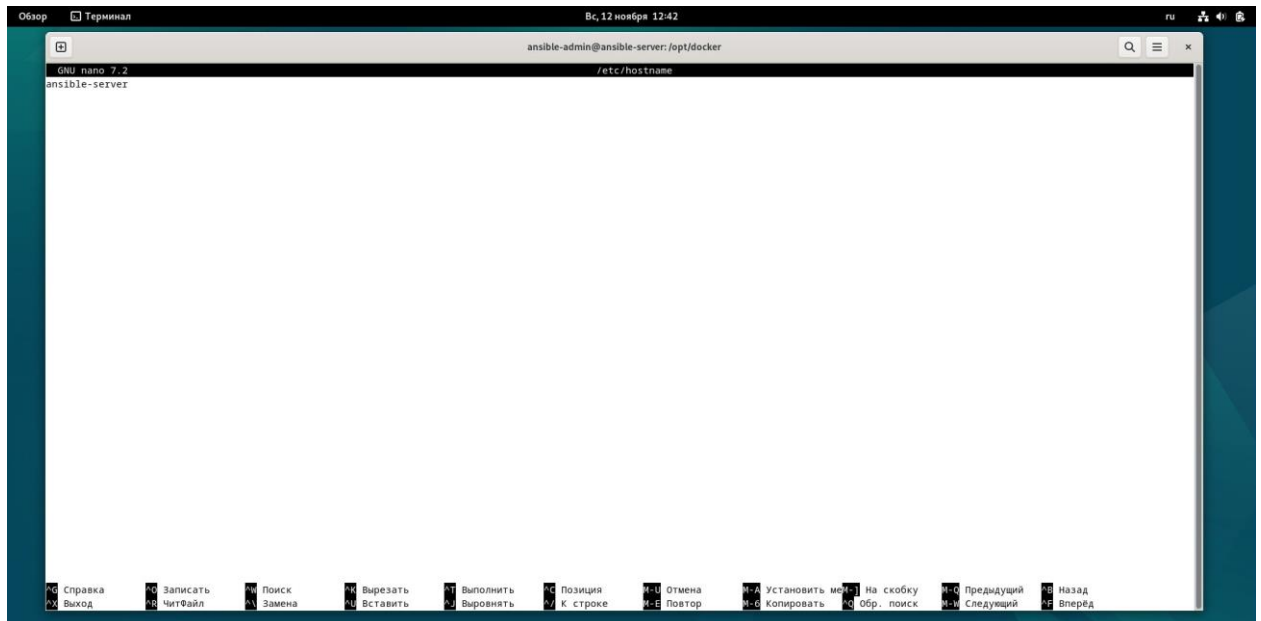 Обзор Терминал Вс, 12 ноября 12:42 ru
ansible-admin@ansible-server: /opt/docker
GNU nano 7.2 /etc/hostname
ansible-server
^G Справка ^O Записать ^W Поиск ^K Вырезать ^T Выполнить ^C Позиция M-U Отмена M-A Установить ме M-] На скобку M-Q Предыдущий ^B Назад
^X Выход ^R ЧитФайл ^\ Замена ^U Вставить ^J Выровнять ^/ К строке M-E Повтор M-6 Копировать ^Q Обр. поиск M-W Следующий ^F Вперёд